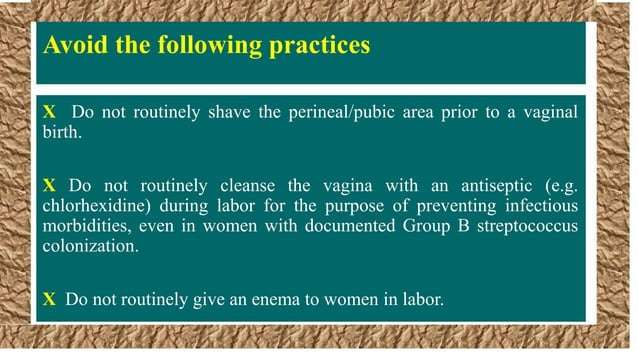 Avoid the following practices
X Do not routinely shave the perineal/pubic area prior to a vaginal
birth.
X Do not routinely cleanse the vagina with an antiseptic (e.g.
chlorhexidine) during labor for the purpose of preventing infectious
morbidities, even in women with documented Group B streptococcus
colonization.
X Do not routinely give an enema to women in labor.